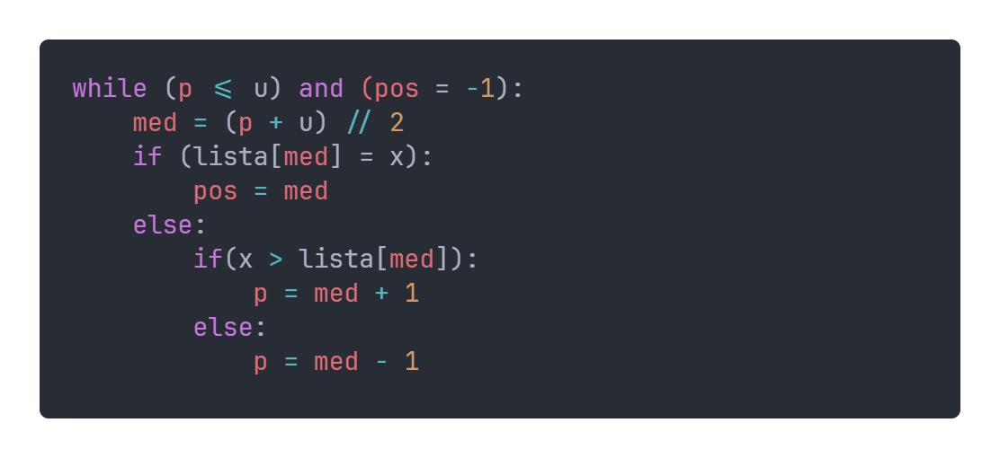 while (p <= u) and (pos = -1):
    med = (p + u) // 2
    if (lista[med] = x):
        pos = med
    else:
        if(x > lista[med]):
            p = med + 1
        else:
            p = med - 1